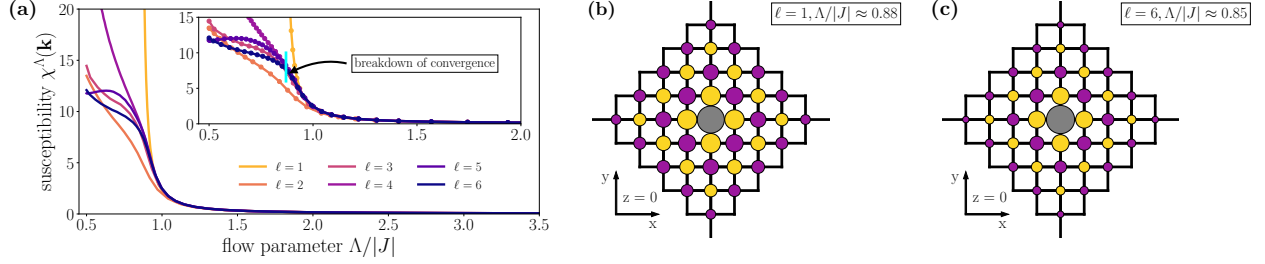 (a)
susceptibility χ^Λ(k)
20
15
10
5
0
0.5
1.0
1.5
2.0
2.5
3.0
3.5
flow parameter Λ/|J|
15
10
5
0
0.5
1.0
1.5
2.0
breakdown of convergence
ℓ = 1
ℓ = 3
ℓ = 5
ℓ = 2
ℓ = 4
ℓ = 6
(b)
ℓ = 1, Λ/|J| ≈ 0.88
y
z = 0
x
(c)
ℓ = 6, Λ/|J| ≈ 0.85
y
z = 0
x